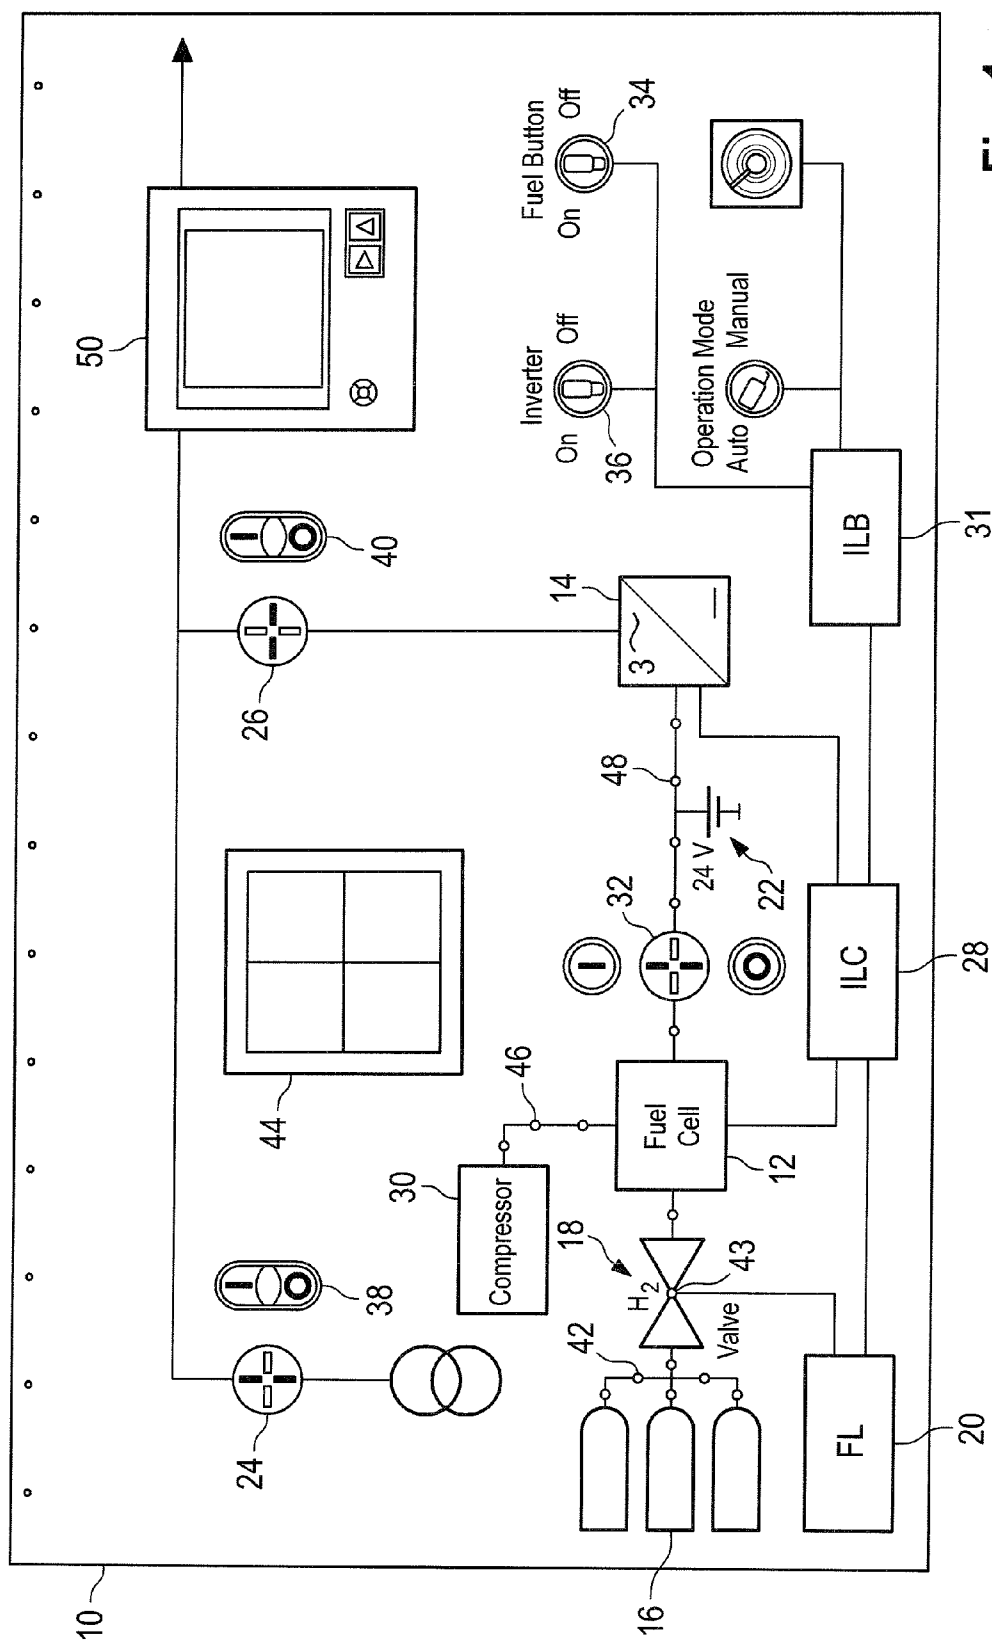 50
Fuel Button
On
Off
34
Inverter
On
Off
36
Operation Mode
Auto
Manual
40
26
14
3
ILB
31
48
24 V
22
32
44
46
30
Compressor
Fuel
Cell
12
ILC
28
38
24
18
H2
43
42
Valve
16
FL
20
10